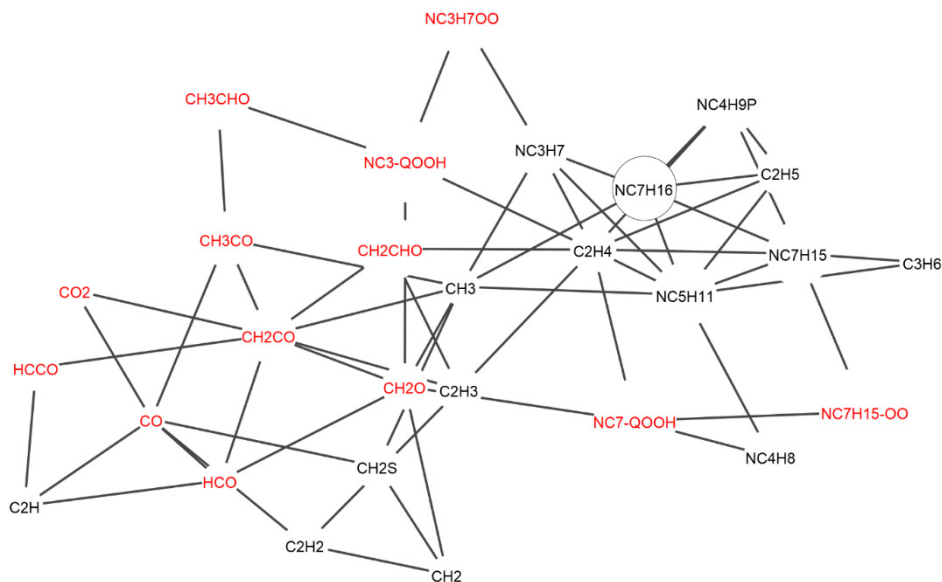 NC3H7OO
CH3CHO
NC4H9P
NC3H7
NC3-QOOH
C2H5
NC7H16
CH3CO
CH2CHO
C2H4
NC7H15
C3H6
CO2
CH3
NC5H11
CH2CO
HCCO
CH2O
C2H3
CO
NC7-QOOH
NC7H15-OO
NC4H8
CH2S
HCO
C2H
C2H2
CH2